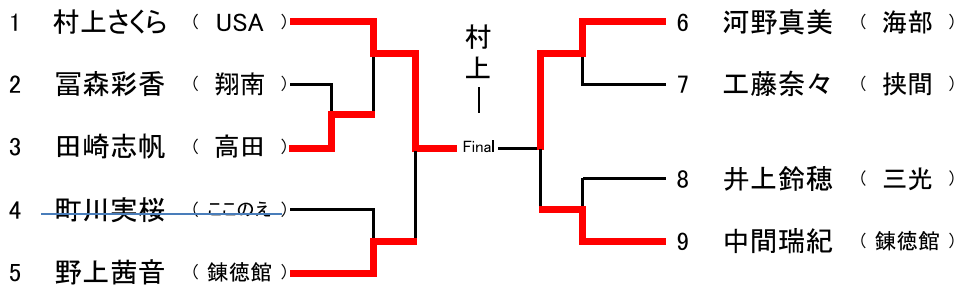 1 村上さくら （ USA ）
2 冨森彩香 （ 翔南 ）
3 田崎志帆 （ 高田 ）
4 町川実桜 （ ここのえ ）
5 野上茜音 （ 錬徳館 ）
村上ー
Final
6 河野真美 （ 海部 ）
7 工藤奈々 （ 挟間 ）
8 井上鈴穂 （ 三光 ）
9 中間瑞紀 （ 錬徳館 ）